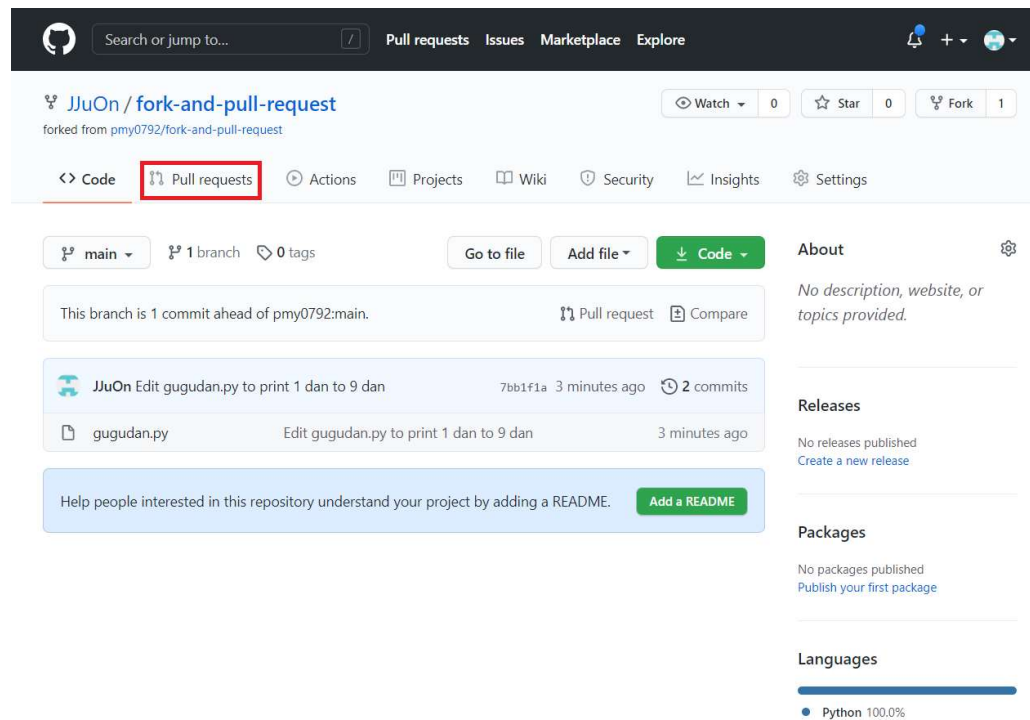 Search or jump to... / Pull requests Issues Marketplace Explore +
JJuOn / fork-and-pull-request Watch 0 Star 0 Fork 1
forked from pmy0792/fork-and-pull-request
<> Code Pull requests Actions Projects Wiki Security Insights Settings
main 1 branch 0 tags Go to file Add file Code
This branch is 1 commit ahead of pmy0792:main. Pull request Compare
JJuOn Edit gugudan.py to print 1 dan to 9 dan 7bb1f1a 3 minutes ago 2 commits
gugudan.py Edit gugudan.py to print 1 dan to 9 dan 3 minutes ago
Help people interested in this repository understand your project by adding a README. Add a README
About
No description, website, or
topics provided.
Releases
No releases published
Create a new release
Packages
No packages published
Publish your first package
Languages
Python 100.0%